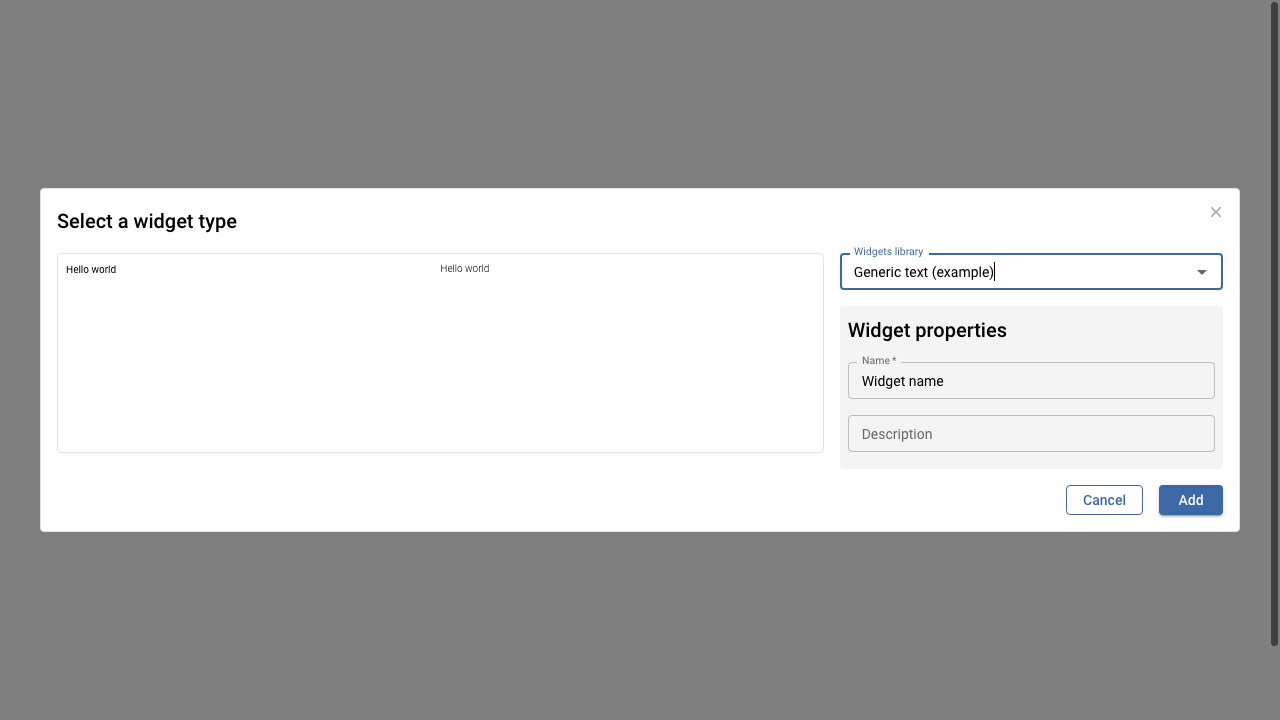 Select a widget type
Hello world
Hello world
Widgets library
Generic text (example)
Widget properties
Name *
Widget name
Description
Cancel
Add